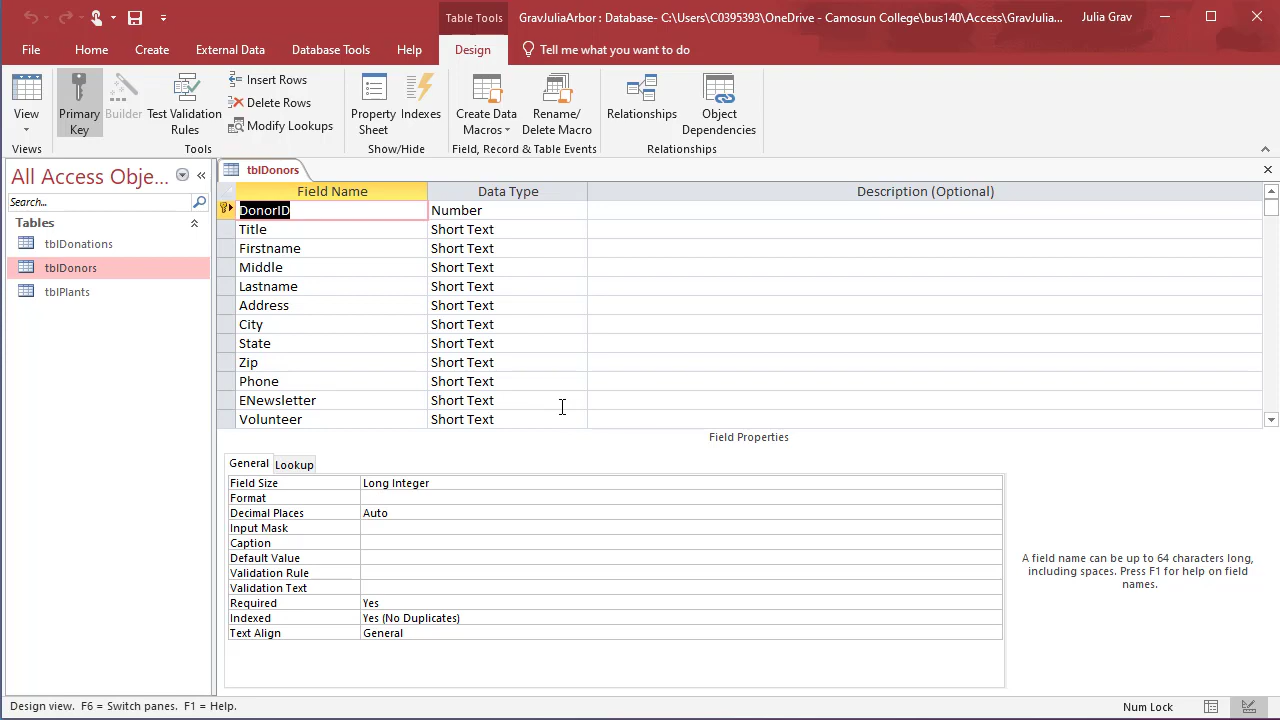 Table Tools
GravJuliaArbor : Database- C:\Users\C0395393\OneDrive - Camosun College\bus140\Access\GravJulia...
Julia Grav
File
Home
Create
External Data
Database Tools
Help
Design
Tell me what you want to do
View
Primary Key
Builder
Test Validation Rules
Insert Rows
Delete Rows
Modify Lookups
Property Sheet
Indexes
Create Data Macros
Rename/ Delete Macro
Relationships
Object Dependencies
Views
Tools
Show/Hide
Field, Record & Table Events
Relationships
All Access Obje...
Search...
Tables
tblDonations
tblDonors
tblPlants
tblDonors
Field Name Data Type Description (Optional)
DonorID Number
Title Short Text
Firstname Short Text
Middle Short Text
Lastname Short Text
Address Short Text
City Short Text
State Short Text
Zip Short Text
Phone Short Text
ENewsletter Short Text
Volunteer Short Text
Field Properties
General Lookup
Field Size Long Integer
Format
Decimal Places Auto
Input Mask
Caption
Default Value
Validation Rule
Validation Text
Required Yes
Indexed Yes (No Duplicates)
Text Align General
A field name can be up to 64 characters long,
including spaces. Press F1 for help on field
names.
Design view. F6 = Switch panes. F1 = Help.
Num Lock